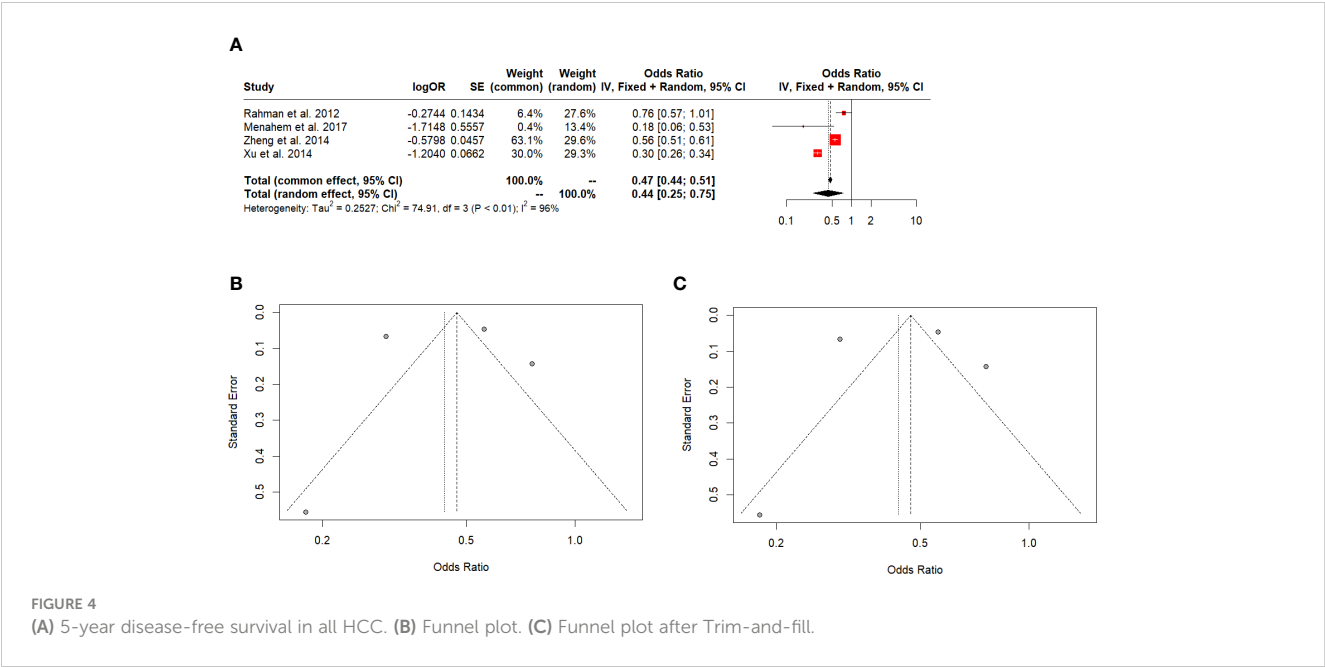 A
Weight Weight Odds Ratio Odds Ratio
Study logOR SE (common) (random) IV, Fixed + Random, 95% CI IV, Fixed + Random, 95% CI
Rahman et al. 2012 -0.2744 0.1434 6.4% 27.6% 0.76 [0.57; 1.01]
Menahem et al. 2017 -1.7148 0.5557 0.4% 13.4% 0.18 [0.06; 0.53]
Zheng et al. 2014 -0.5798 0.0457 63.1% 29.6% 0.56 [0.51; 0.61]
Xu et al. 2014 -1.2040 0.0662 30.0% 29.3% 0.30 [0.26; 0.34]
Total (common effect, 95% CI) 100.0% -- 0.47 [0.44; 0.51]
Total (random effect, 95% CI) -- 100.0% 0.44 [0.25; 0.75]
Heterogeneity: Tau² = 0.2527; Chi² = 74.91, df = 3 (P < 0.01); I² = 96%
0.1 0.5 1 2 10
B
Standard Error
0.0
0.1
0.2
0.3
0.4
0.5
0.2 0.5 1.0
Odds Ratio
C
Standard Error
0.0
0.1
0.2
0.3
0.4
0.5
0.2 0.5 1.0
Odds Ratio
FIGURE 4
(A) 5-year disease-free survival in all HCC. (B) Funnel plot. (C) Funnel plot after Trim-and-fill.